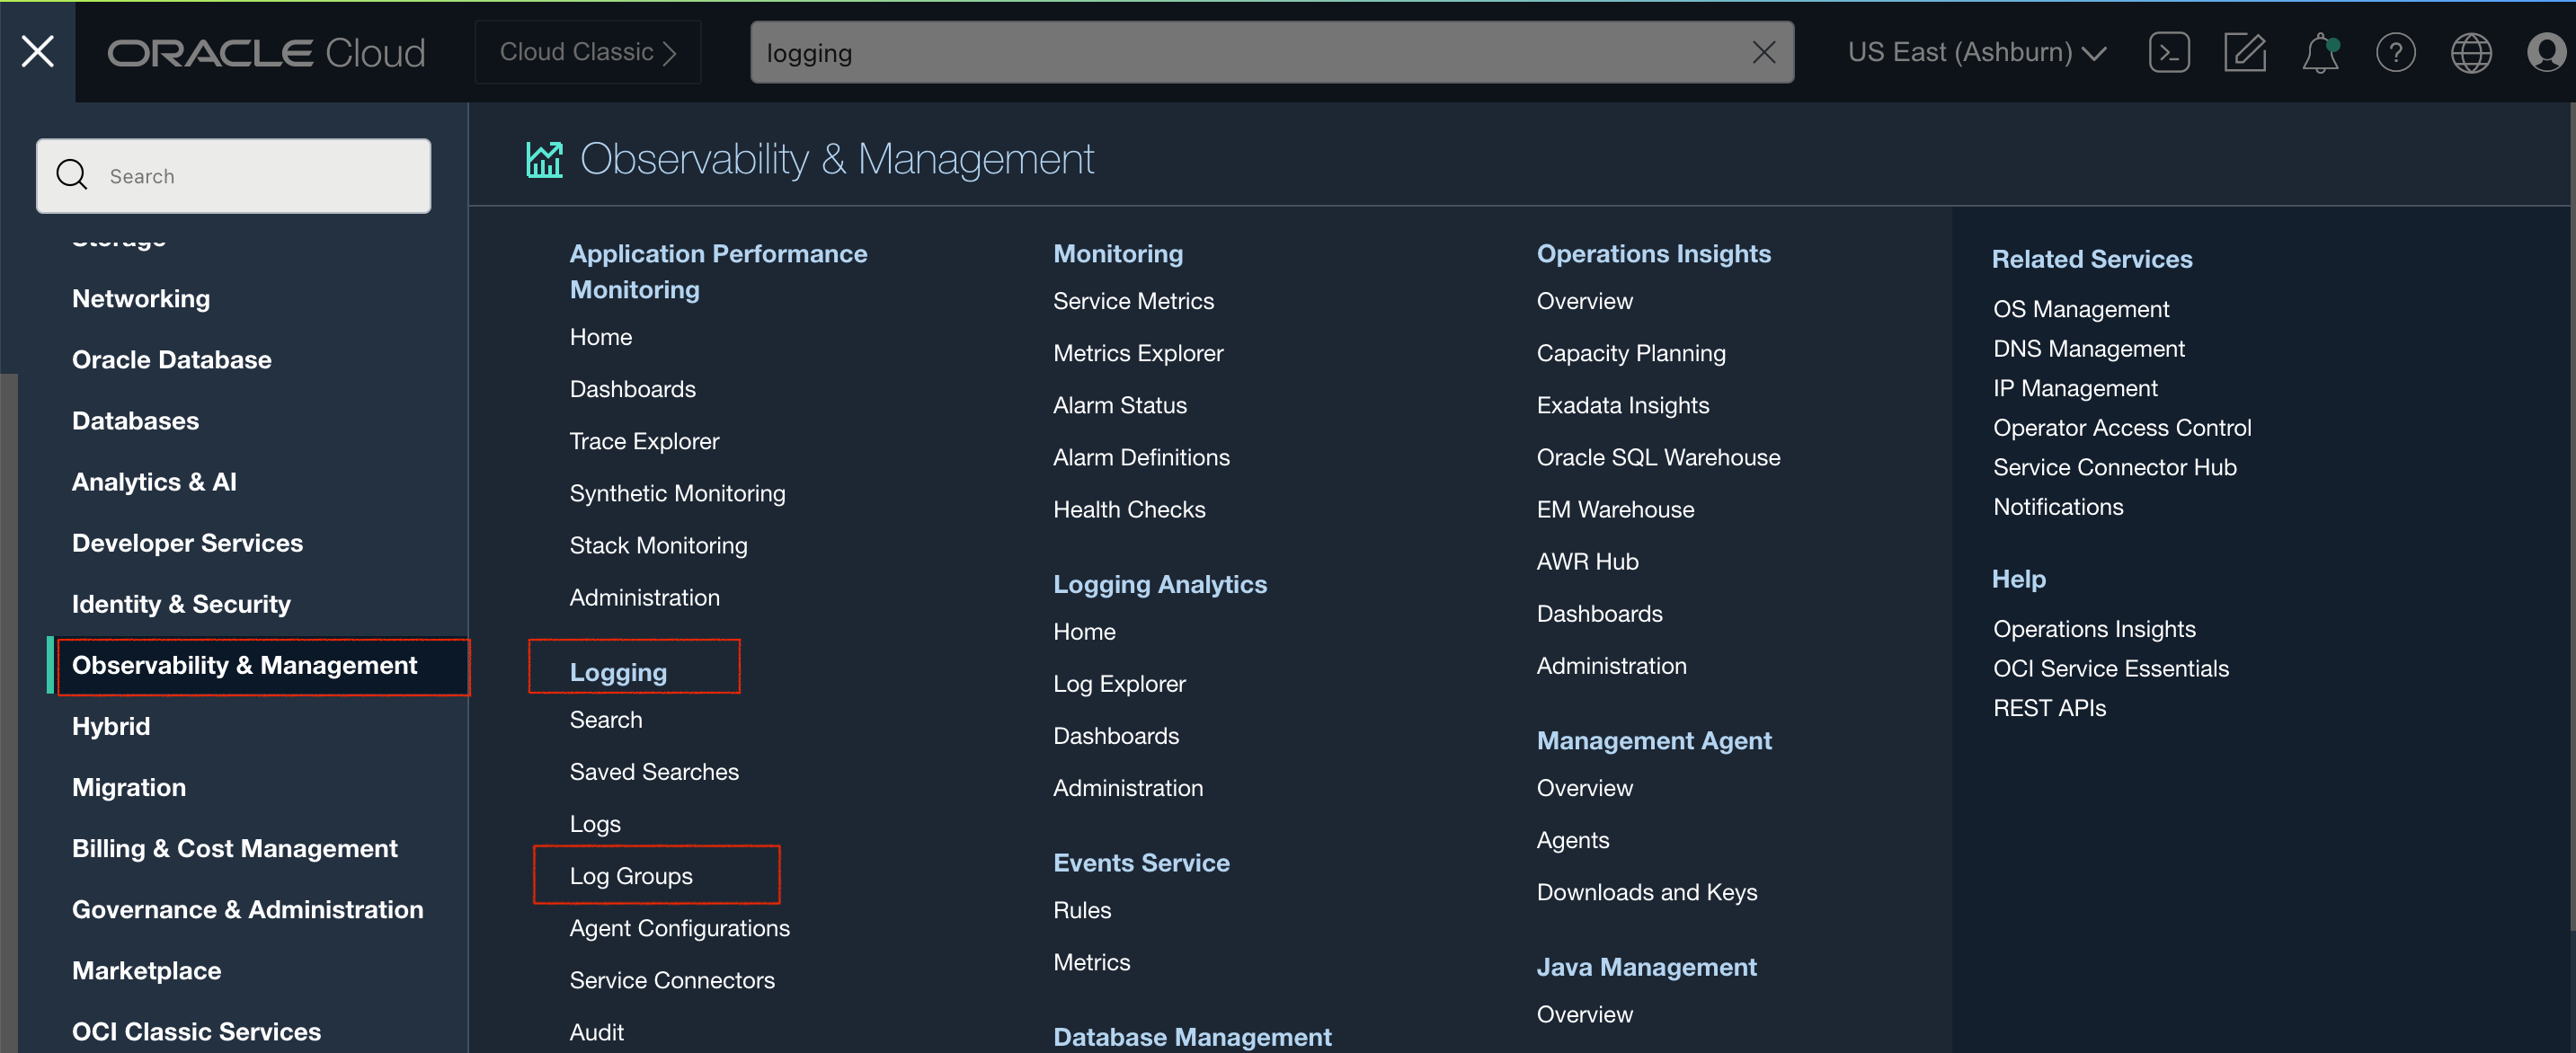 ORACLE Cloud
Cloud Classic
logging
US East (Ashburn)
Search
Storage
Networking
Oracle Database
Databases
Analytics & AI
Developer Services
Identity & Security
Observability & Management
Hybrid
Migration
Billing & Cost Management
Governance & Administration
Marketplace
OCI Classic Services
Observability & Management
Application Performance
Monitoring
Home
Dashboards
Trace Explorer
Synthetic Monitoring
Stack Monitoring
Administration
Logging
Search
Saved Searches
Logs
Log Groups
Agent Configurations
Service Connectors
Audit
Monitoring
Service Metrics
Metrics Explorer
Alarm Status
Alarm Definitions
Health Checks
Logging Analytics
Home
Log Explorer
Dashboards
Administration
Events Service
Rules
Metrics
Database Management
Operations Insights
Overview
Capacity Planning
Exadata Insights
Oracle SQL Warehouse
EM Warehouse
AWR Hub
Dashboards
Administration
Management Agent
Overview
Agents
Downloads and Keys
Java Management
Overview
Related Services
OS Management
DNS Management
IP Management
Operator Access Control
Service Connector Hub
Notifications
Help
Operations Insights
OCI Service Essentials
REST APIs